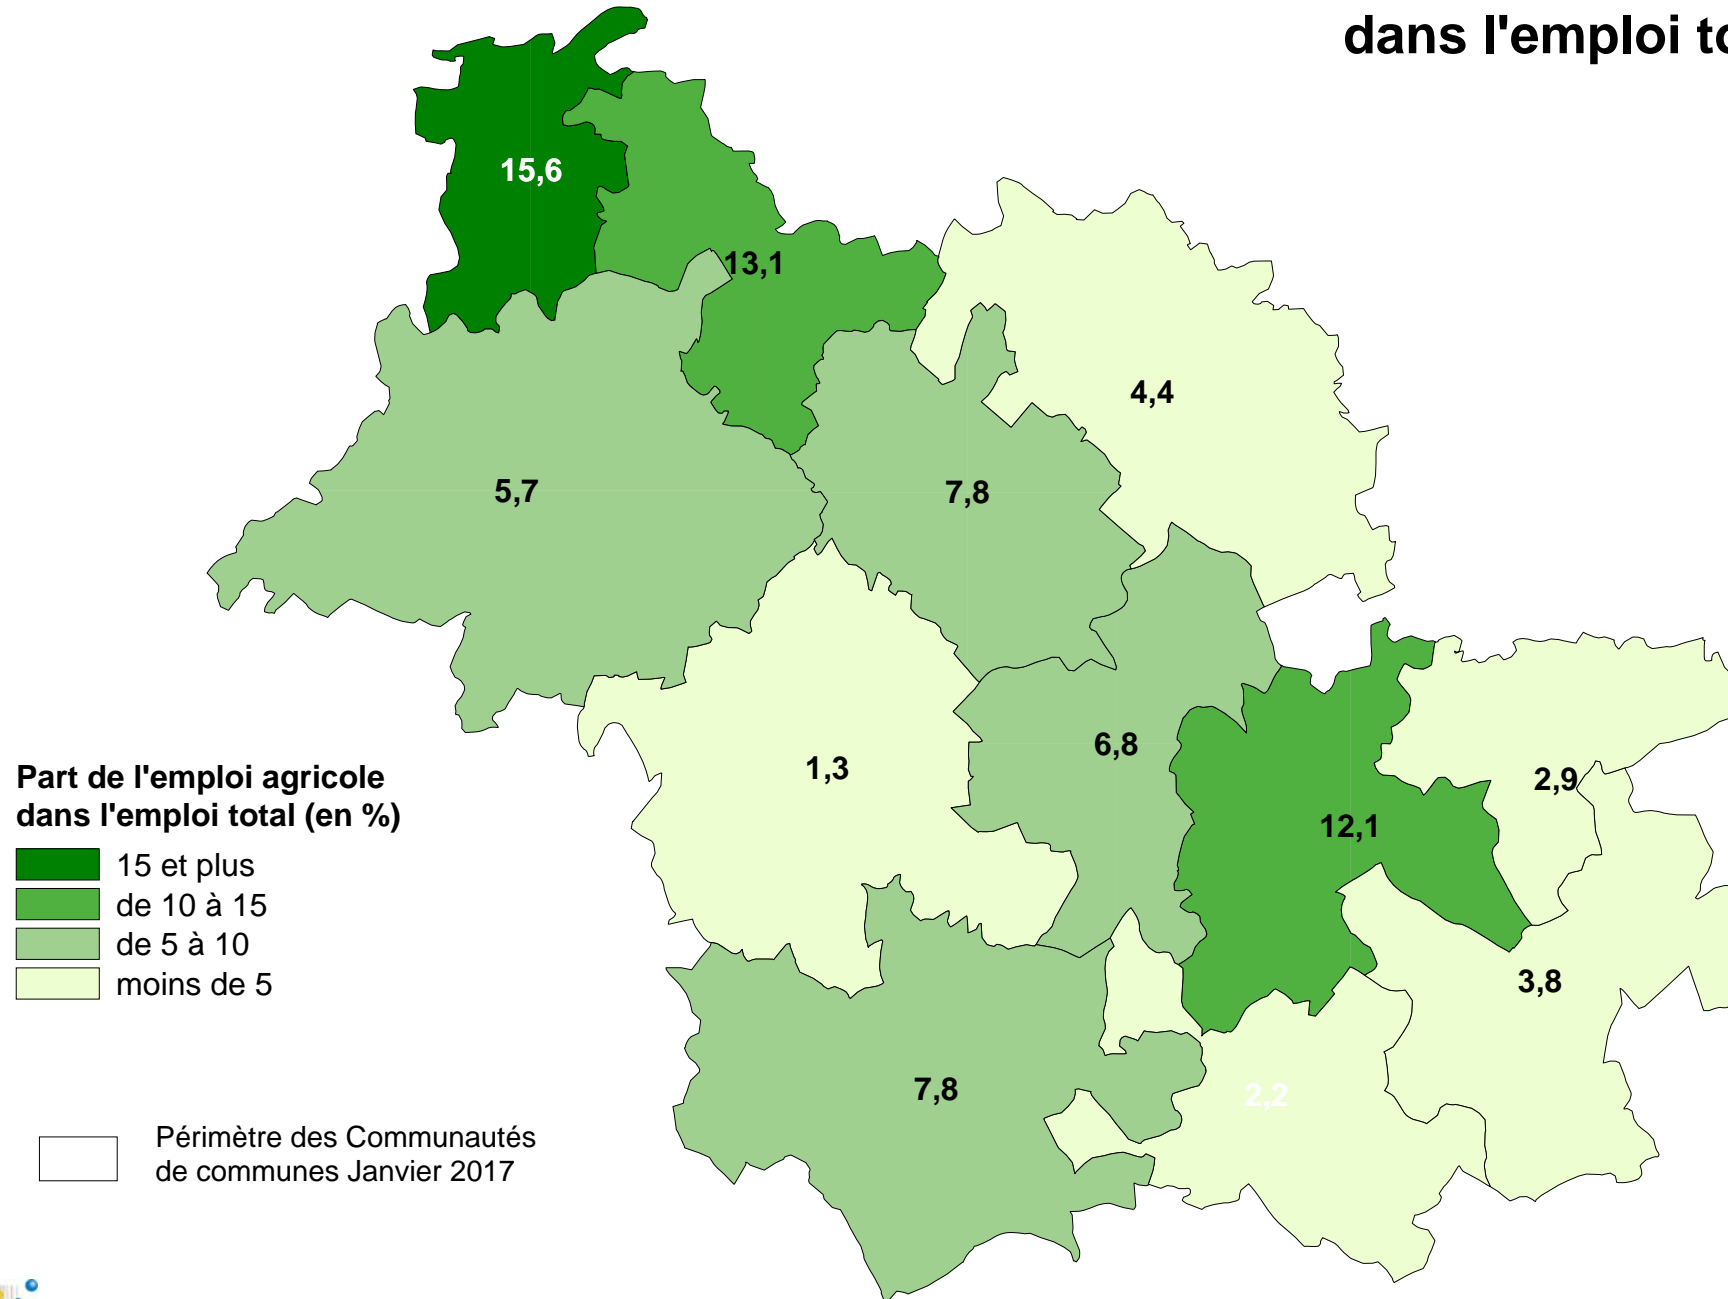 dans l'emploi to
15,6
13,1
4,4
5,7
7,8
6,8
1,3
2,9
12,1
3,8
7,8
2,2
Part de l'emploi agricole
dans l'emploi total (en %)
15 et plus
de 10 à 15
de 5 à 10
moins de 5
Périmètre des Communautés
de communes Janvier 2017